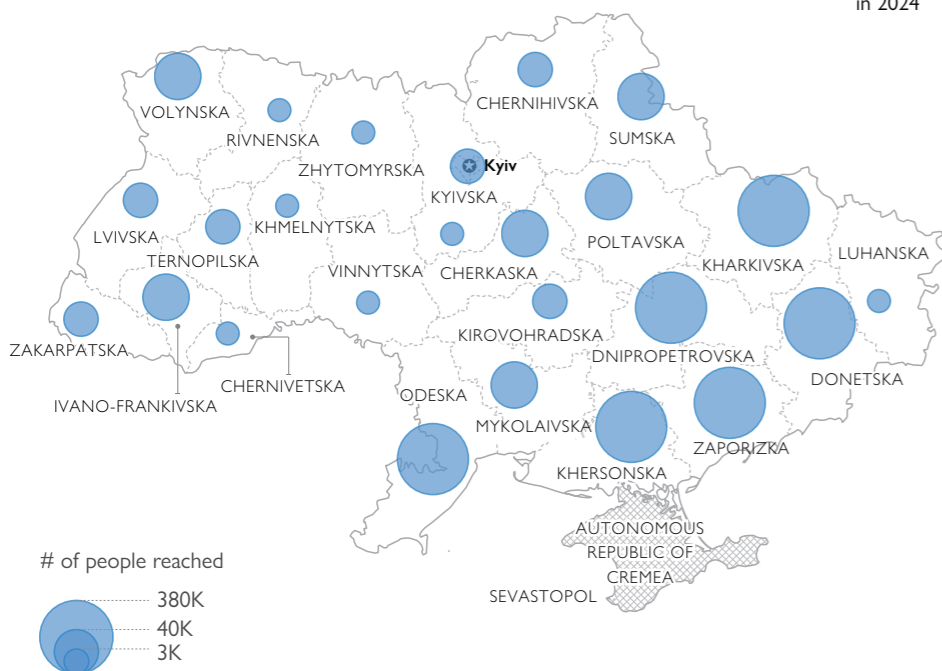 in 2024
VOLYNSKA
RIVNENSKA
ZHYTOMYRSKA
CHERNIHIVSKA
SUMSKA
Kyiv
KYIVSKA
LVIVSKA
TERNOPILSKA
KHMELNYTSKA
VINNYTSKA
CHERKASKA
POLTAVSKA
KHARKIVSKA
LUHANSKA
ZAKARPATSKA
IVANO-FRANKIVSKA
CHERNIVETSKA
KIROVOHRADSKA
DNIPROPETROVSKA
DONETSKA
ODESKA
MYKOLAIVSKA
KHERSONSKA
ZAPORIZKA
AUTONOMOUS
REPUBLIC OF
CREMEA
SEVASTOPOL
# of people reached
380K
40K
3K